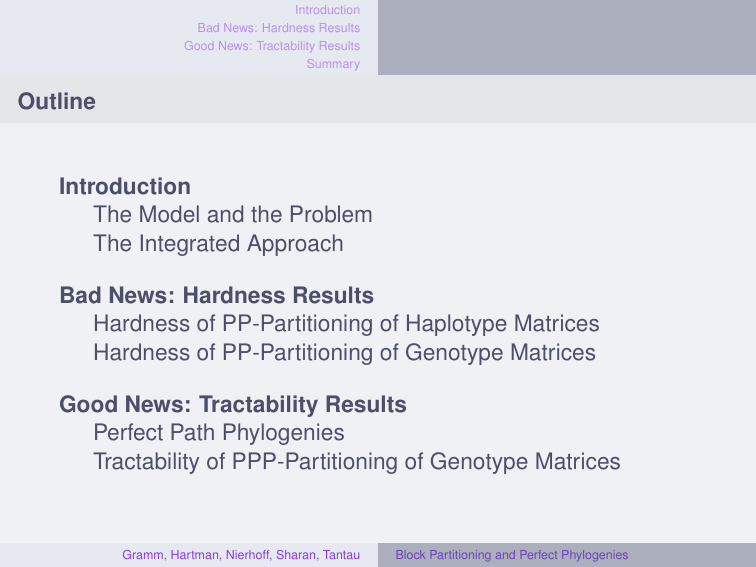 Introduction
Bad News: Hardness Results
Good News: Tractability Results
Summary
Outline
Introduction
The Model and the Problem
The Integrated Approach
Bad News: Hardness Results
Hardness of PP-Partitioning of Haplotype Matrices
Hardness of PP-Partitioning of Genotype Matrices
Good News: Tractability Results
Perfect Path Phylogenies
Tractability of PPP-Partitioning of Genotype Matrices
Gramm, Hartman, Nierhoff, Sharan, Tantau
Block Partitioning and Perfect Phylogenies